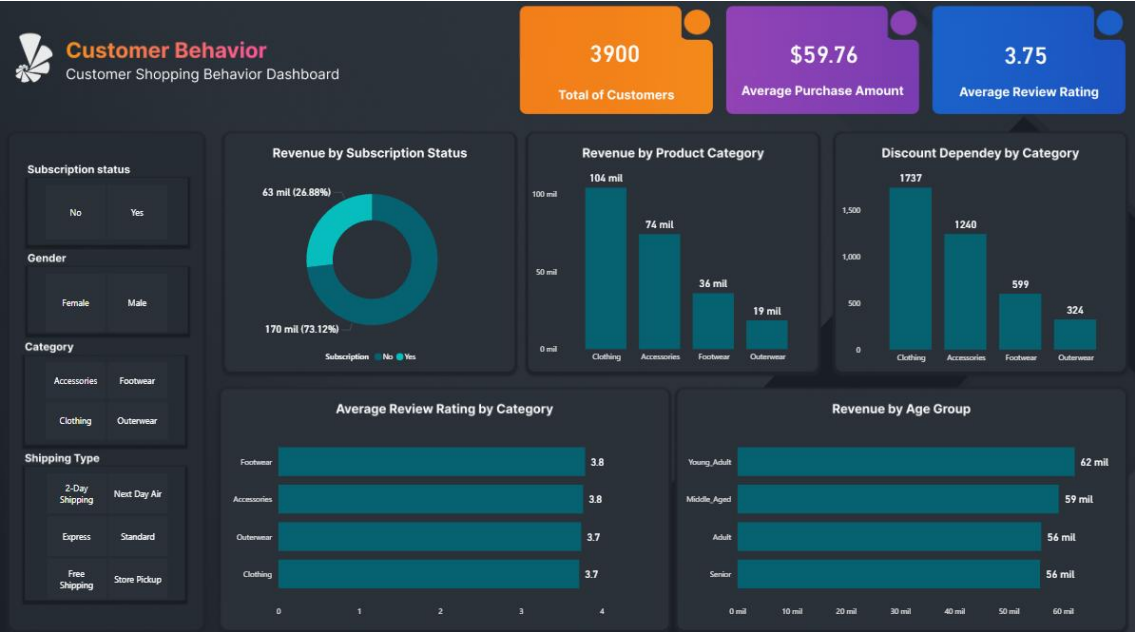 Customer Behavior
Customer Shopping Behavior Dashboard
3900
Total of Customers
$59.76
Average Purchase Amount
3.75
Average Review Rating
Subscription status
No
Yes
Gender
Female
Male
Category
Accessories
Footwear
Clothing
Outerwear
Shipping Type
2-Day
Shipping
Next Day Air
Express
Standard
Free
Shipping
Store Pickup
Revenue by Subscription Status
63 mil (26.88%)
170 mil (73.12%)
Subscription No Yes
Revenue by Product Category
104 mil
100 mil
74 mil
50 mil
36 mil
19 mil
0 mil
Clothing Accessories Footwear Outerwear
Discount Dependey by Category
1737
1,500
1240
1,000
599
500
324
0
Clothing Accessories Footwear Outerwear
Average Review Rating by Category
Footwear 3.8
Accessories 3.8
Outerwear 3.7
Clothing 3.7
0 1 2 3 4
Revenue by Age Group
Young_Adult 62 mil
Middle_Aged 59 mil
Adult 56 mil
Senior 56 mil
0 mil 10 mil 20 mil 30 mil 40 mil 50 mil 60 mil